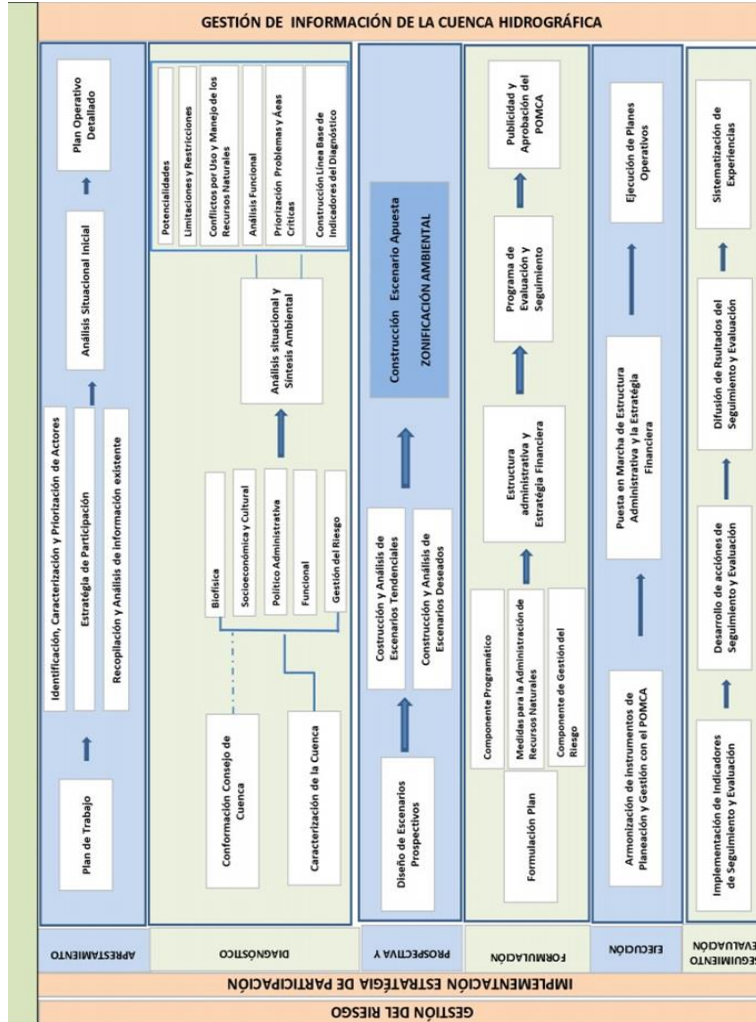 GESTIÓN DE INFORMACIÓN DE LA CUENCA HIDROGRÁFICA
GESTIÓN DEL RIESGO
IMPLEMENTACIÓN ESTRATÉGIA DE PARTICIPACIÓN
APRESTAMIENTO
Plan de Trabajo
Identificación, Caracterización y Priorización de Actores
Estratégia de Participación
Recopilación y Análisis de información existente
Análisis Situacional Inicial
Plan Operativo
Detallado
DIAGNÓSTICO
Conformación Consejo de
Cuenca
Caracterización de la Cuenca
Biofísica
Socioeconómica y Cultural
Político Administrativa
Funcional
Gestión del Riesgo
Análisis situacional y
Síntesis Ambiental
Potencialidades
Limitaciones y Restricciones
Conflictos por Uso y Manejo de los
Recursos Naturales
Análisis Funcional
Priorización Problemas y Áeas
Críticas
Construcción Línea Base de
Indicadores del Diagnóstico
PROSPECTIVA Y
Diseño de Escenarios
Prospectivos
Costrucción y Análisis de
Escenarios Tendenciales
Construcción y Análisis de
Escenarios Deseados
Construcción Escenario Apuesta
ZONIFICACIÓN AMBIENTAL
FORMULACIÓN
Formulación Plan
Componente Programático
Medidas para la Administración de
Recursos Naturales
Componente de Gestión del
Riesgo
Estructura
administrativa y
Estratégia Financiera
Programa de
Evaluación y
Seguimiento
Publicidad y
Aprobación del
POMCA
EJECUCIÓN
Armonización de instrumentos de
Planeación y Gestión con el POMCA
Puesta en Marcha de Estructura
Administrativa y la Estratégia
Financiera
Ejecución de Planes
Operativos
SEGUIMIENTO
EVALUACIÓN
Implementación de Indicadores
de Seguimiento y Evaluación
Desarrollo de acciónes de
Seguimiento y Evaluación
Difusión de Rsultados del
Seguimiento y Evaluación
Sistematización de
Experiencias